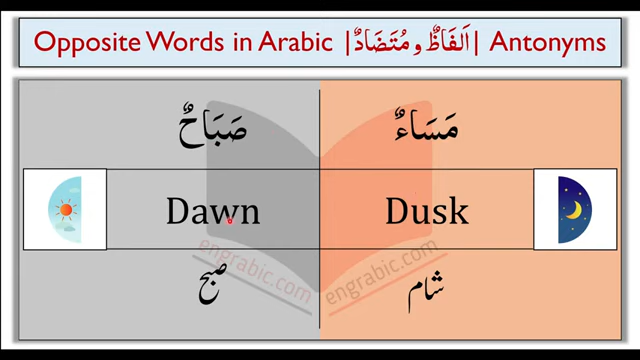 Opposite Words in Arabic |اَلفَاظٌ و مُتَضَادٌ| Antonyms
صَبَاحٌ مَسَاءٌ
Dawn Dusk
صبح شام
engrabic.com engrabic.com